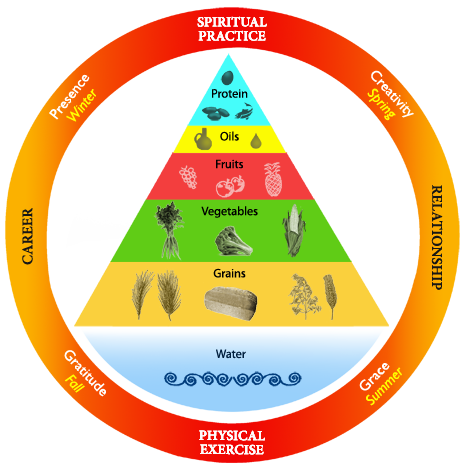 SPIRITUAL
PRACTICE
Presence
Winter
Creativity
Spring
Protein
Oils
Fruits
Vegetables
CAREER
RELATIONSHIP
Grains
Water
Gratitude
Fall
Grace
Summer
PHYSICAL
EXERCISE